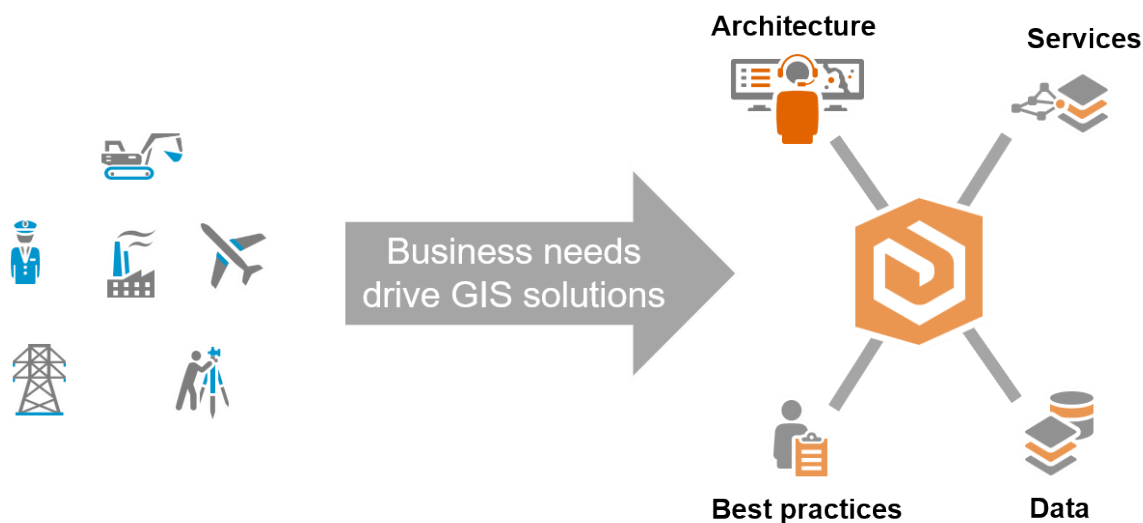 Architecture
Services
Business needs
drive GIS solutions
Best practices
Data